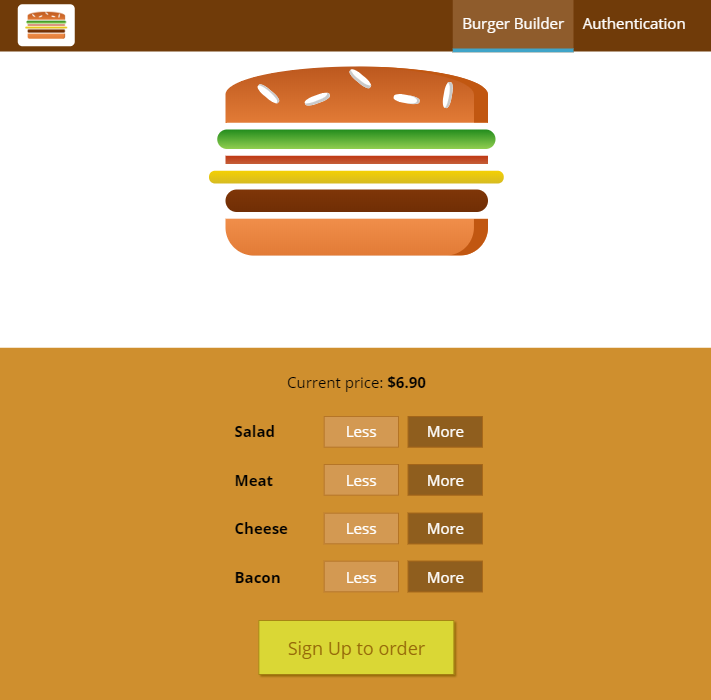 Burger Builder Authentication
Current price: $6.90
Salad Less More
Meat Less More
Cheese Less More
Bacon Less More
Sign Up to order